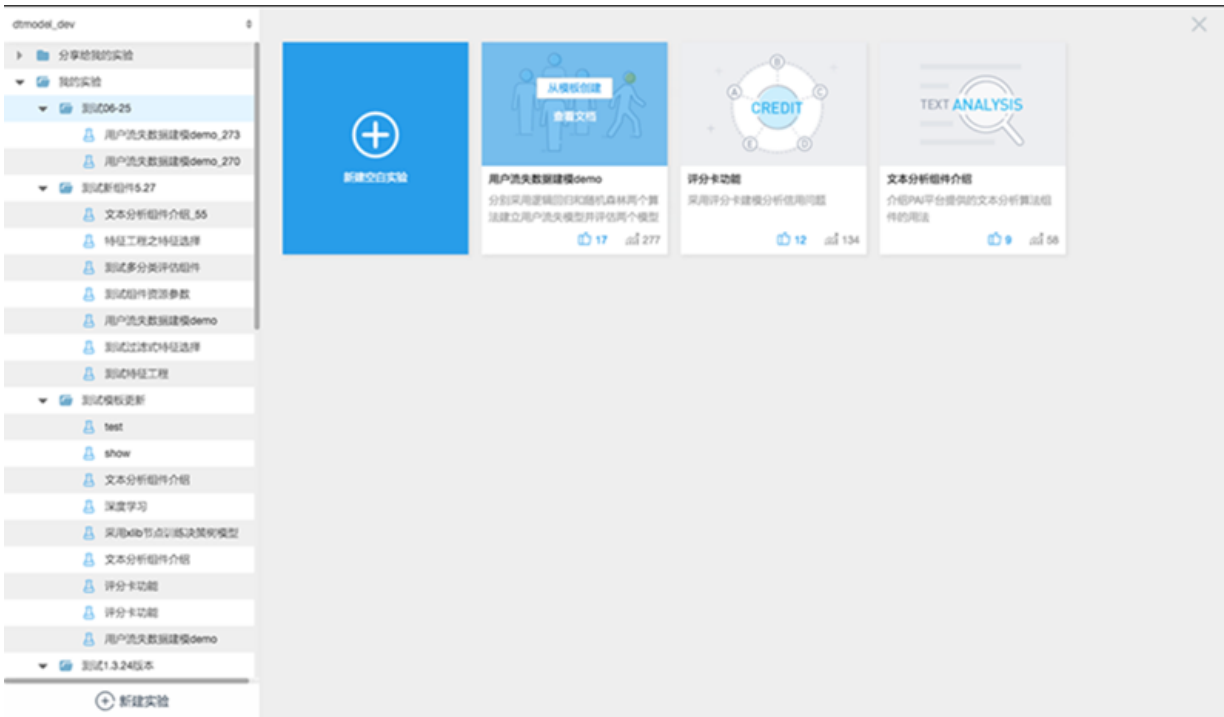 dtmodel_dev
分享给我的实验
我的实验
测试06-25
用户流失数据建模demo_273
用户流失数据建模demo_270
测试新组件5.27
文本分析组件介绍_55
特征工程之特征选择
测试多分类评估组件
测试组件资源参数
用户流失数据建模demo
测试过滤式特征选择
测试特征工程
测试模板更新
test
show
文本分析组件介绍
深度学习
采用xlib节点训练决策树模型
文本分析组件介绍
评分卡功能
评分卡功能
用户流失数据建模demo
测试1.3.24版本
新建实验
新建空白实验
从模板创建
查看文档
用户流失数据建模demo
分别采用逻辑回归和随机森林两个算
法建立用户流失模型并评估两个模型
17 277
A
B
C
D
E
CREDIT
评分卡功能
采用评分卡建模分析信用问题
12 134
TEXT ANALYSIS
文本分析组件介绍
介绍PAI平台提供的文本分析算法组
件的用法
9 58